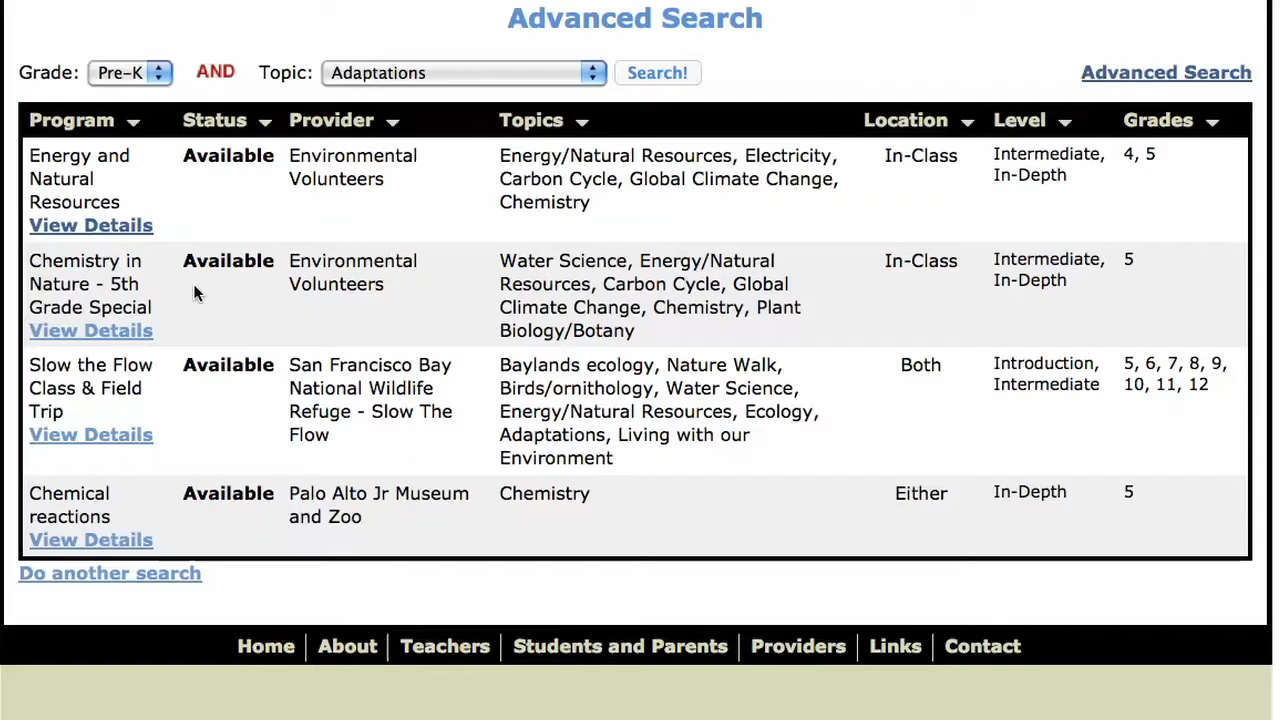 Advanced Search
Grade: Pre-K AND Topic: Adaptations Search! Advanced Search
Program Status Provider Topics Location Level Grades
Energy and Natural Resources View Details Available Environmental Volunteers Energy/Natural Resources, Electricity, Carbon Cycle, Global Climate Change, Chemistry In-Class Intermediate, In-Depth 4, 5
Chemistry in Nature - 5th Grade Special View Details Available Environmental Volunteers Water Science, Energy/Natural Resources, Carbon Cycle, Global Climate Change, Chemistry, Plant Biology/Botany In-Class Intermediate, In-Depth 5
Slow the Flow Class & Field Trip View Details Available San Francisco Bay National Wildlife Refuge - Slow The Flow Baylands ecology, Nature Walk, Birds/ornithology, Water Science, Energy/Natural Resources, Ecology, Adaptations, Living with our Environment Both Introduction, Intermediate 5, 6, 7, 8, 9, 10, 11, 12
Chemical reactions View Details Available Palo Alto Jr Museum and Zoo Chemistry Either In-Depth 5
Do another search
Home About Teachers Students and Parents Providers Links Contact